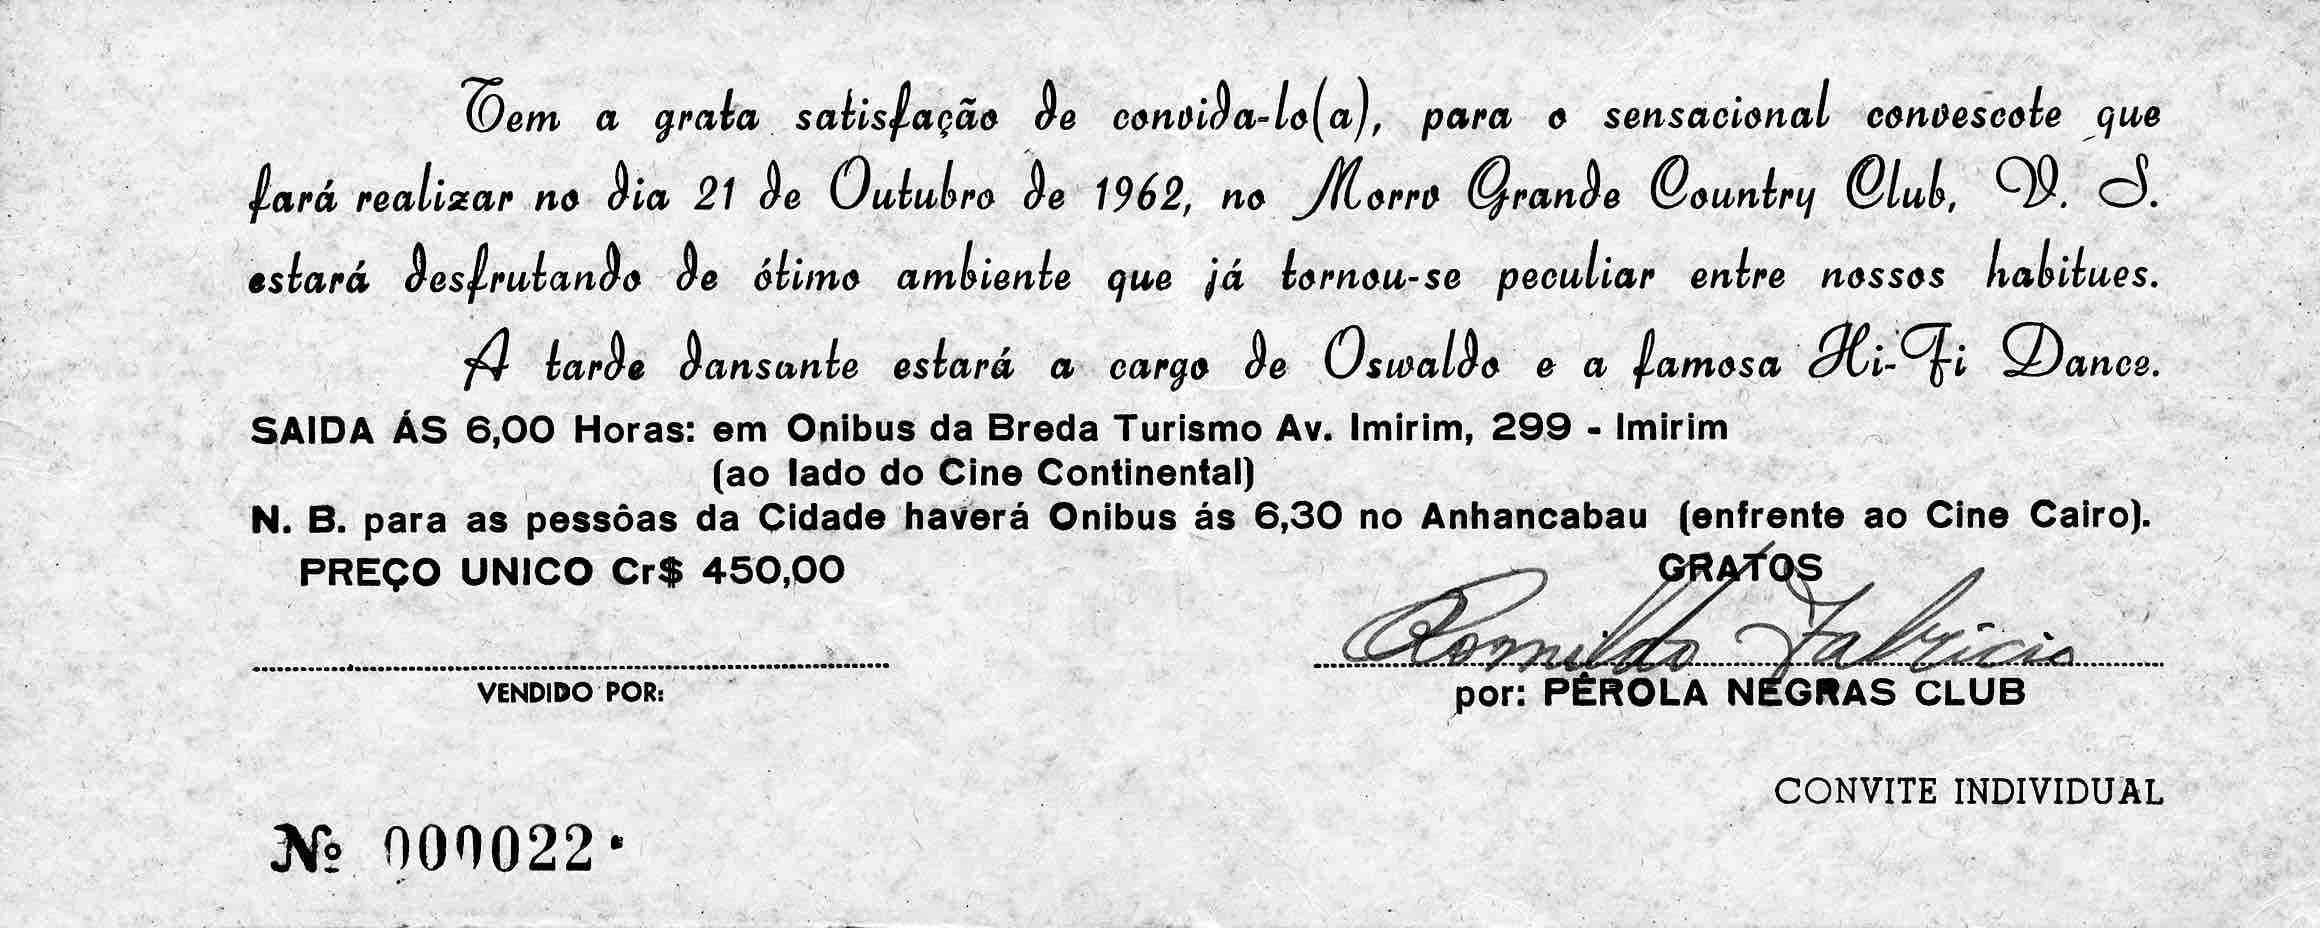 Tem a grata satisfação de convida-lo(a), para o sensacional convescote que
fará realizar no dia 21 de Outubro de 1962, no Morro Grande Country Club, V. S.
estará desfrutando de ótimo ambiente que já tornou-se peculiar entre nossos habitues.
A tarde dansante estará a cargo de Oswaldo e a famosa Hi-Fi Dance.
SAIDA ÁS 6,00 Horas: em Onibus da Breda Turismo Av. Imirim, 299 - Imirim
(ao lado do Cine Continental)
N. B. para as pessôas da Cidade haverá Onibus ás 6,30 no Anhancabau (enfrente ao Cine Cairo).
PREÇO UNICO Cr$ 450,00
GRATOS
Romildo Fabricio
VENDIDO POR:
por: PÊROLA NEGRAS CLUB
CONVITE INDIVIDUAL
Nº 000022